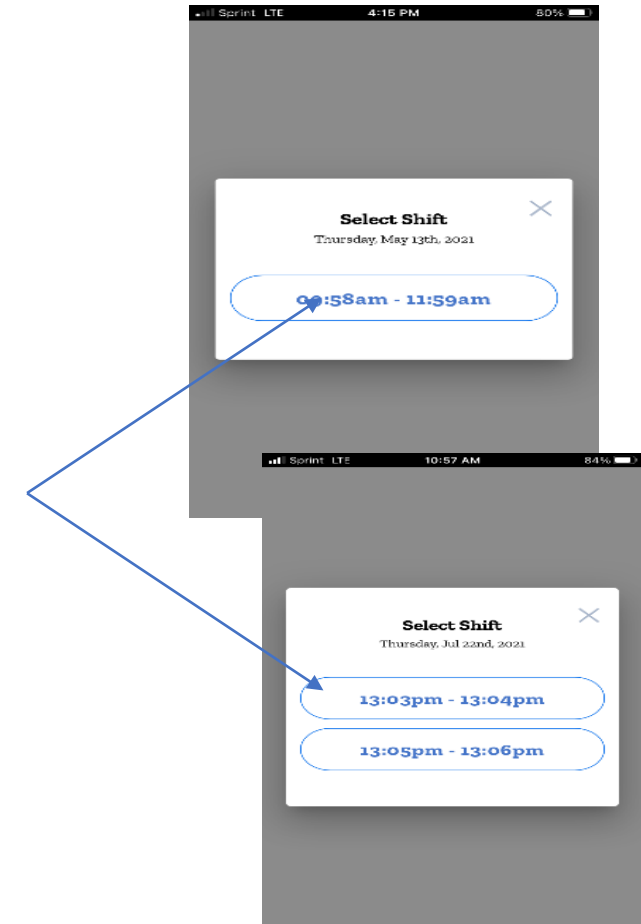 Sprint LTE 4:15 PM 80%
Select Shift
Thursday, May 13th, 2021
09:58am - 11:59am
Sprint LTE 10:57 AM 84%
Select Shift
Thursday, Jul 22nd, 2021
13:03pm - 13:04pm
13:05pm - 13:06pm